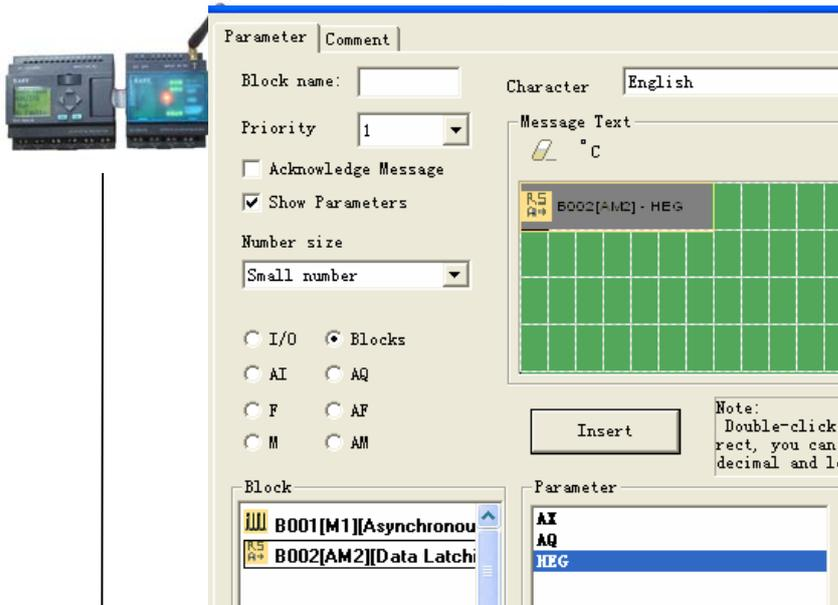 Parameter Comment
Block name:
Character English
Priority 1
Message Text
°C
Acknowledge Message
Show Parameters
B002[AM2] - HEG
RS
Number size
Small number
I/O Blocks
AI AQ
F AF
M AM
Insert
Note:
Double-click
rect, you can
decimal and l
Block
B001[M1][Asynchronou
RS
B002[AM2][Data Latchi
Parameter
AX
AQ
HEG